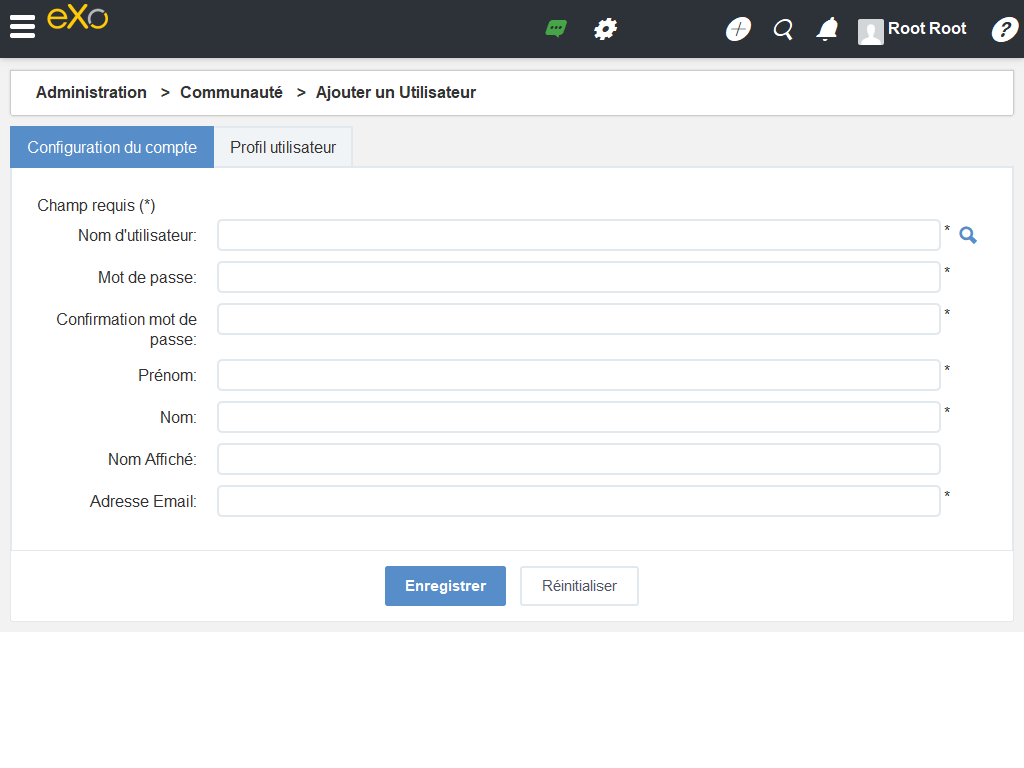 eXo
Root Root
?
Administration > Communauté > Ajouter un Utilisateur
Configuration du compte
Profil utilisateur
Champ requis (*)
Nom d'utilisateur: *
Mot de passe: *
Confirmation mot de
passe: *
Prénom: *
Nom: *
Nom Affiché:
Adresse Email: *
Enregistrer
Réinitialiser